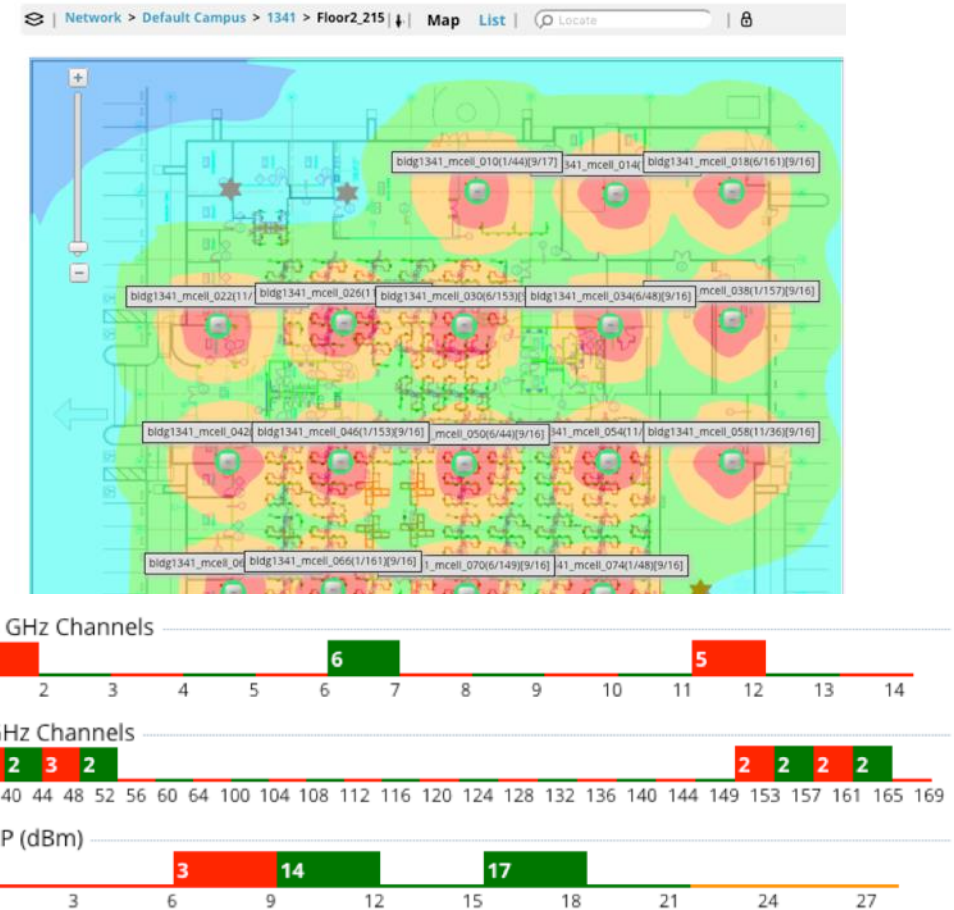 Network > Default Campus > 1341 > Floor2_215 Map List Locate
+
bldg1341_mcell_010(1/44)[9/17] 341_mcell_014( bldg1341_mcell_018(6/161)[9/16]
−
bldg1341_mcell_022(11/ bldg1341_mcell_026(1 bldg1341_mcell_030(6/153)[ bldg1341_mcell_034(6/48)[9/16] mcell_038(1/157)[9/16]
bldg1341_mcell_042( bldg1341_mcell_046(1/153)[9/16] _mcell_050(6/44)[9/16] 341_mcell_054(11/ bldg1341_mcell_058(11/36)[9/16]
bldg1341_mcell_06 bldg1341_mcell_066(1/161)[9/16] 1_mcell_070(6/149)[9/16] 41_mcell_074(1/48)[9/16]
GHz Channels
6 5
2 3 4 5 6 7 8 9 10 11 12 13 14
GHz Channels
2 3 2 2 2 2 2
40 44 48 52 56 60 64 100 104 108 112 116 120 124 128 132 136 140 144 149 153 157 161 165 169
P (dBm)
3 14 17
3 6 9 12 15 18 21 24 27